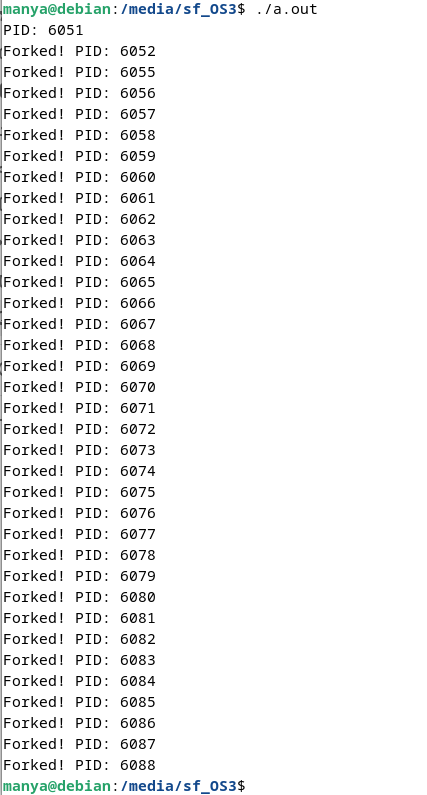 manya@debian:/media/sf_OS3$ ./a.out
PID: 6051
Forked! PID: 6052
Forked! PID: 6055
Forked! PID: 6056
Forked! PID: 6057
Forked! PID: 6058
Forked! PID: 6059
Forked! PID: 6060
Forked! PID: 6061
Forked! PID: 6062
Forked! PID: 6063
Forked! PID: 6064
Forked! PID: 6065
Forked! PID: 6066
Forked! PID: 6067
Forked! PID: 6068
Forked! PID: 6069
Forked! PID: 6070
Forked! PID: 6071
Forked! PID: 6072
Forked! PID: 6073
Forked! PID: 6074
Forked! PID: 6075
Forked! PID: 6076
Forked! PID: 6077
Forked! PID: 6078
Forked! PID: 6079
Forked! PID: 6080
Forked! PID: 6081
Forked! PID: 6082
Forked! PID: 6083
Forked! PID: 6084
Forked! PID: 6085
Forked! PID: 6086
Forked! PID: 6087
Forked! PID: 6088
manya@debian:/media/sf_OS3$